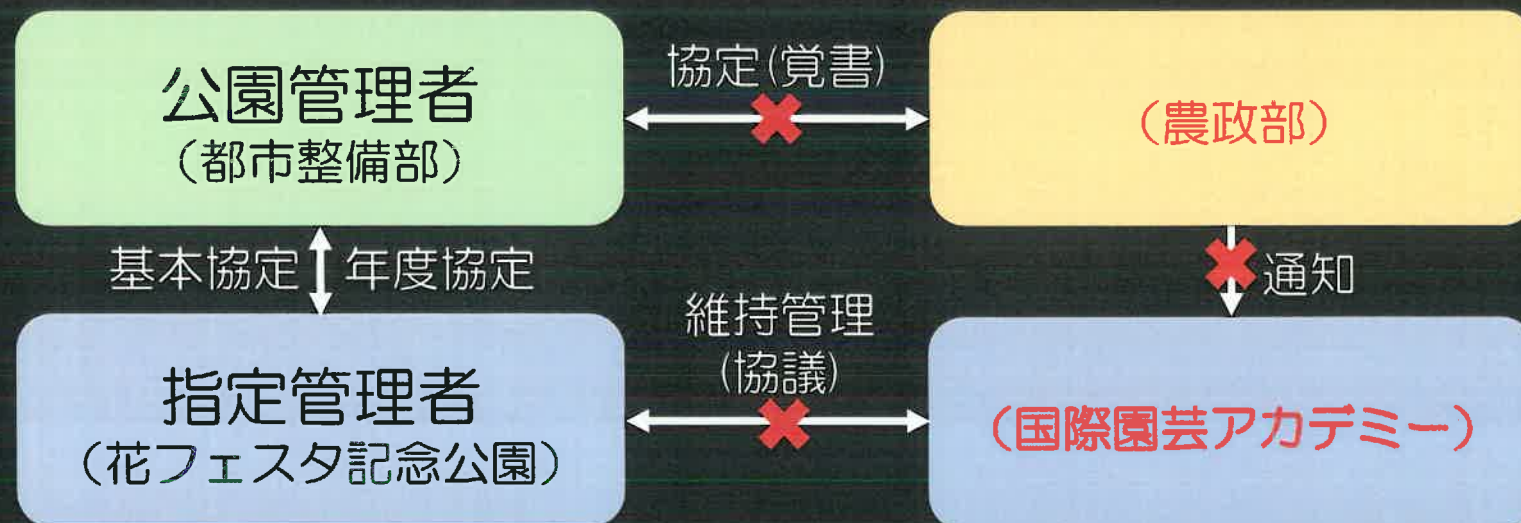 公園管理者
(都市整備部)
協定(覚書)
(農政部)
基本協定
年度協定
通知
維持管理
(協議)
指定管理者
(花フェスタ記念公園)
(国際園芸アカデミー)